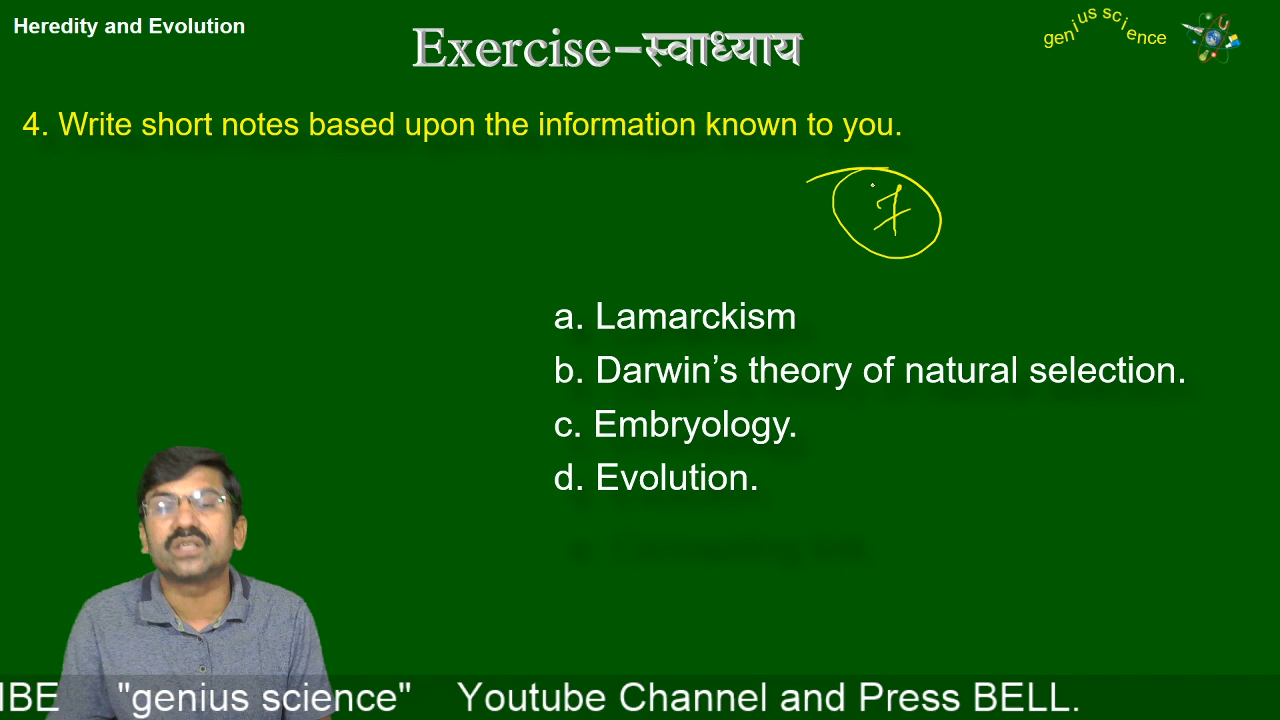 Heredity and Evolution
Exercise-स्वाध्याय
genius science
4. Write short notes based upon the information known to you.
7
a. Lamarckism
b. Darwin’s theory of natural selection.
c. Embryology.
d. Evolution.
IBE "genius science" Youtube Channel and Press BELL.